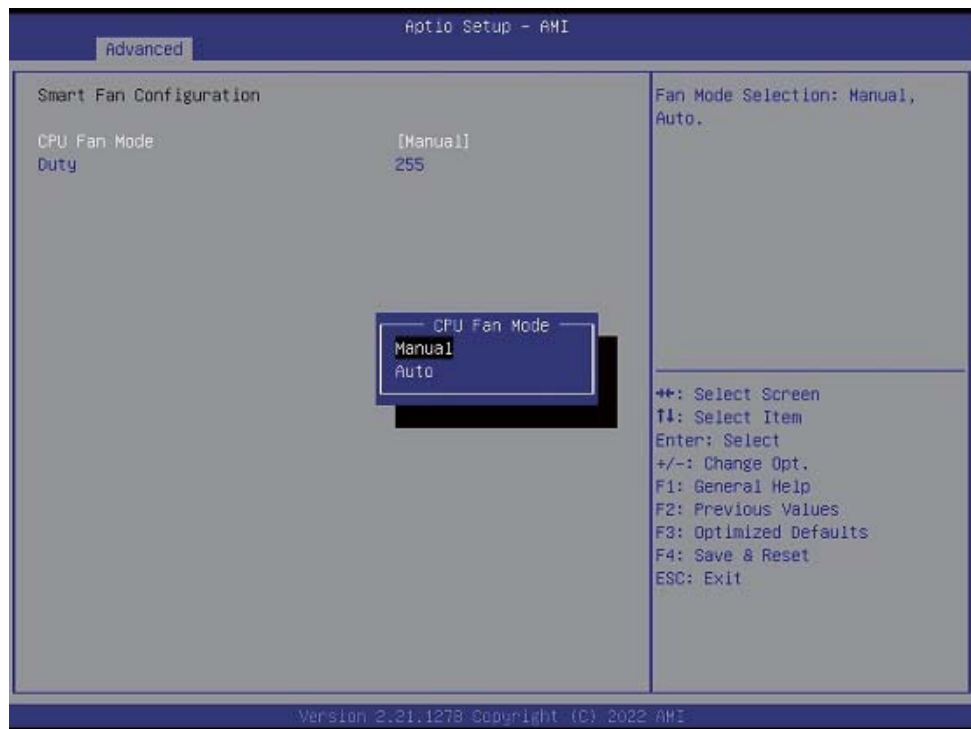 Aptio Setup - AMI
Advanced
Smart Fan Configuration
CPU Fan Mode [Manual]
Duty 255
Fan Mode Selection: Manual,
Auto.
CPU Fan Mode
Manual
Auto
→←: Select Screen
↑↓: Select Item
Enter: Select
+/-: Change Opt.
F1: General Help
F2: Previous Values
F3: Optimized Defaults
F4: Save & Reset
ESC: Exit
Version 2.21.1278 Copyright (C) 2022 AMI